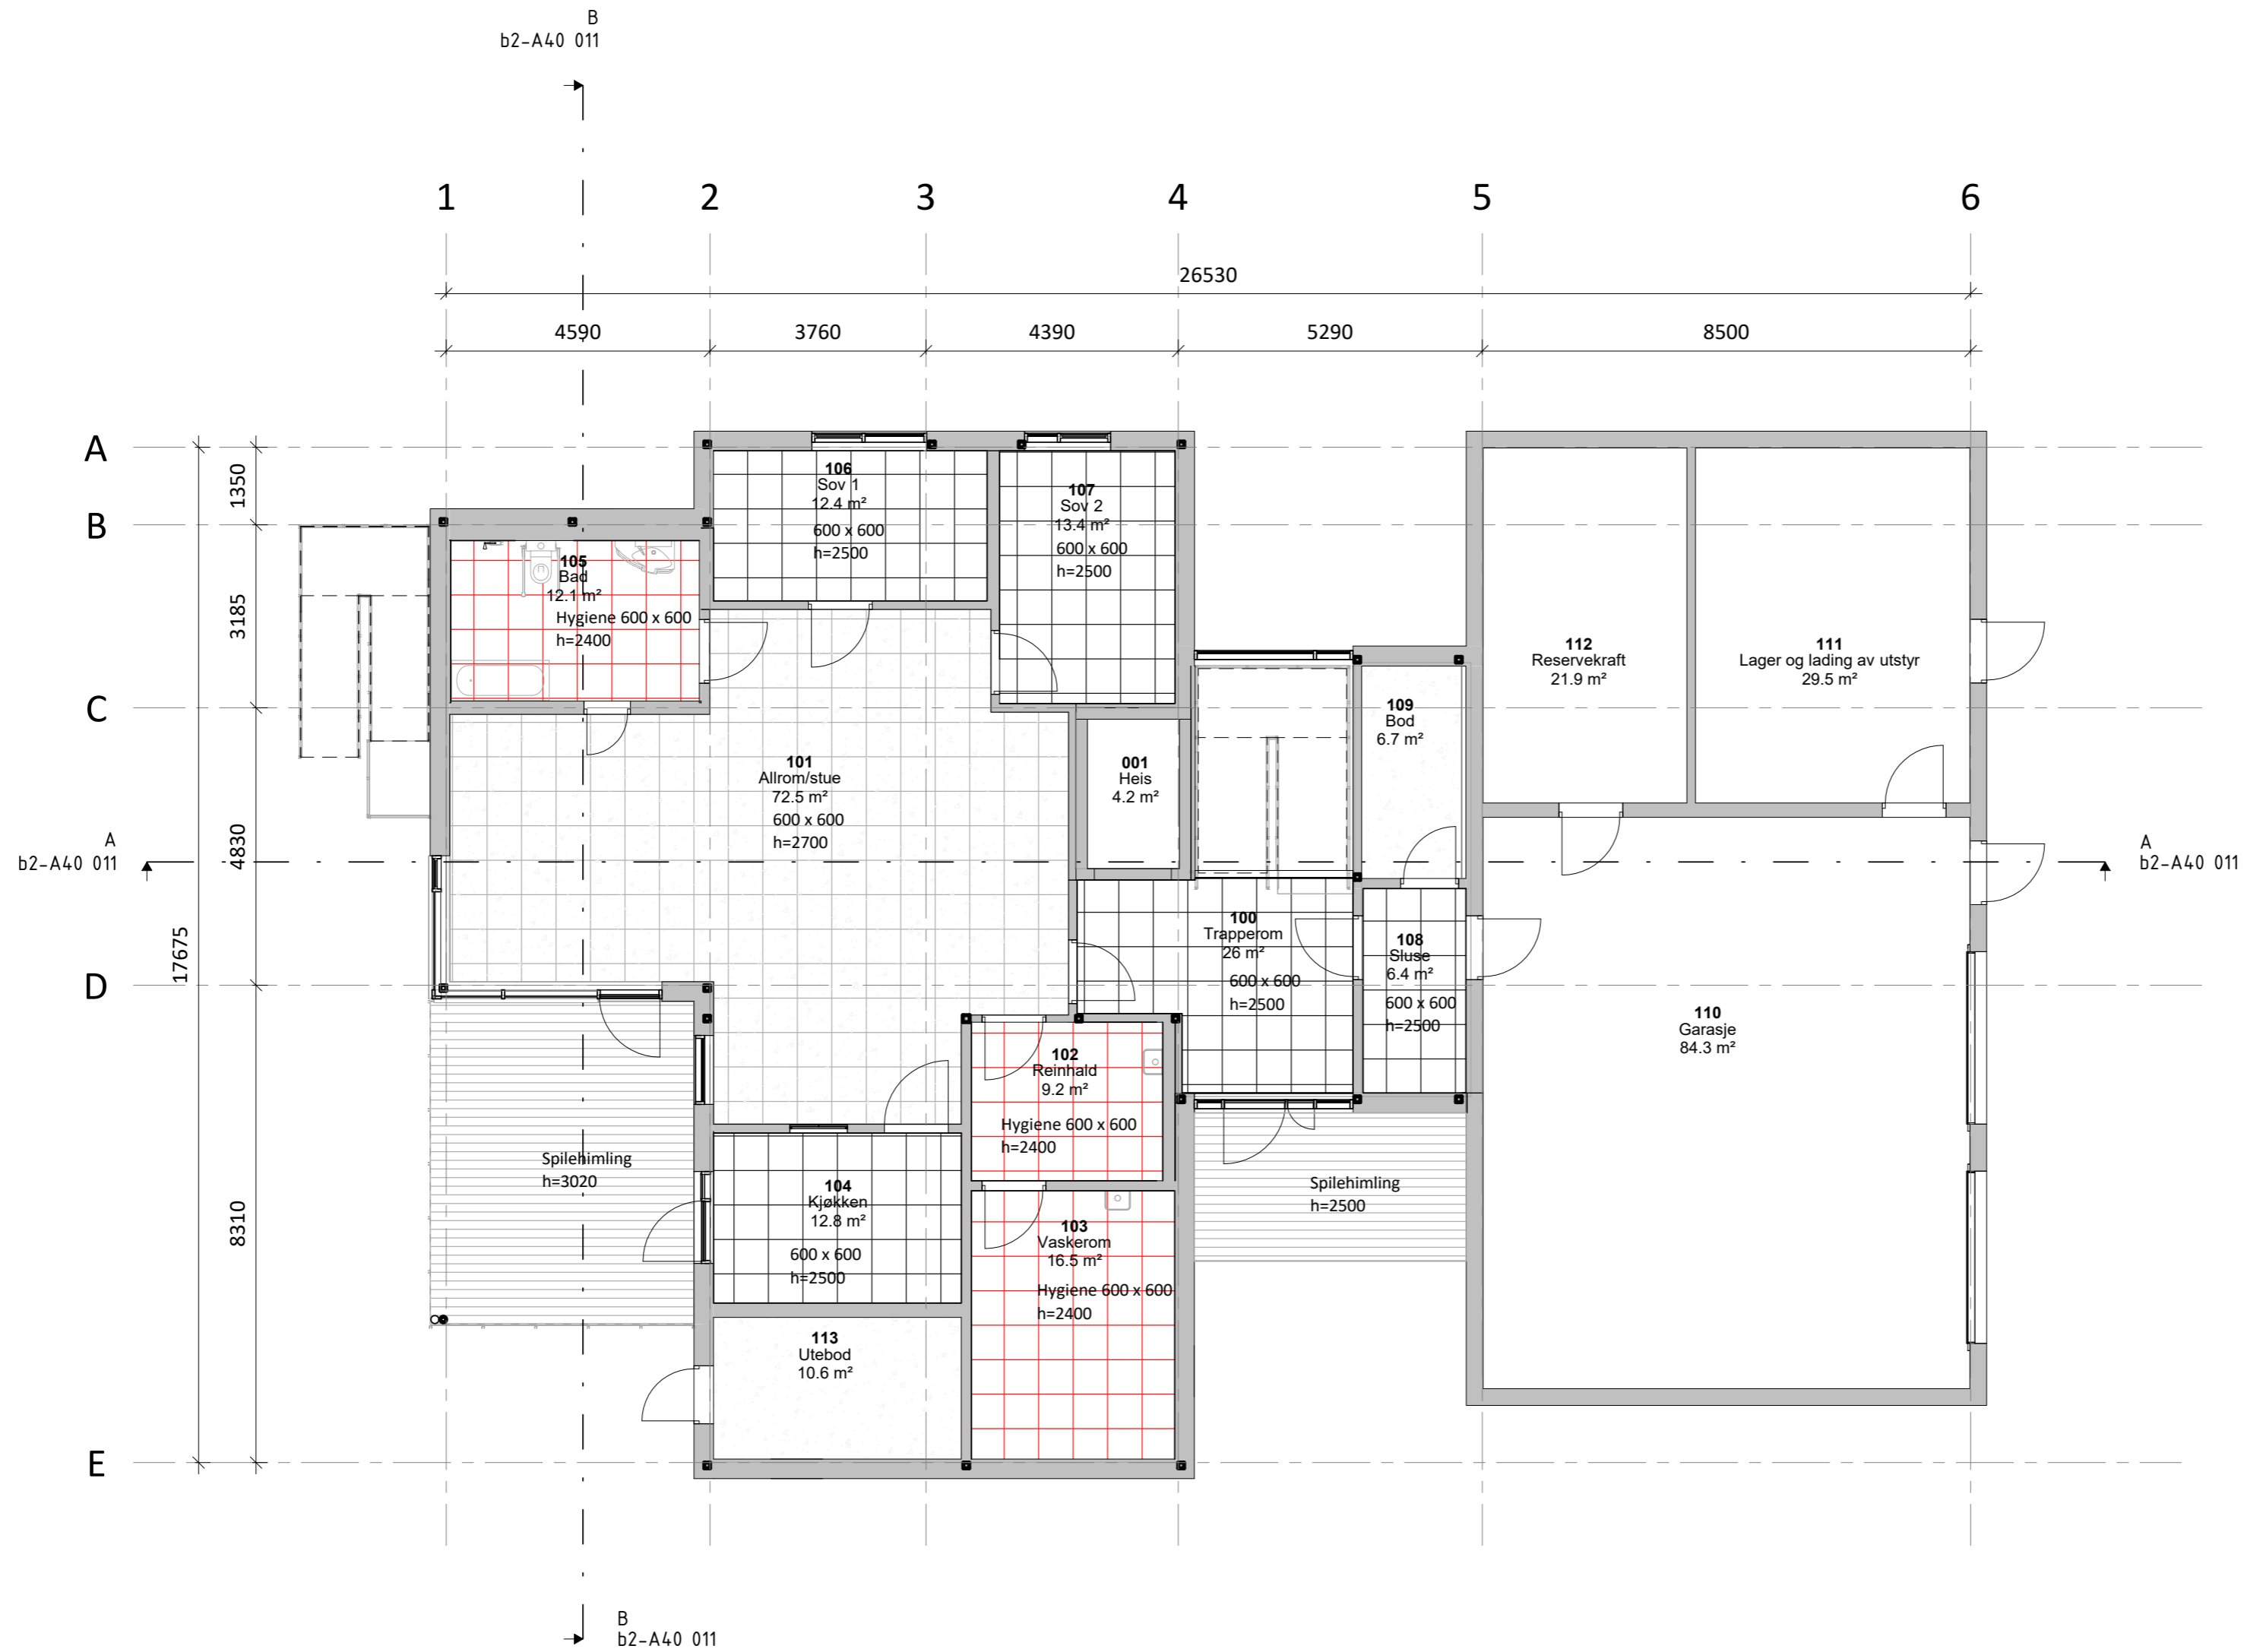 B
b2-A40 011
1
2
3
4
5
6
26530
4590
3760
4390
5290
8500
A
B
C
D
E
1350
3185
4830
8310
17675
106
Sov 1
12.4 m²
600 x 600
h=2500
107
Sov 2
13.4 m²
600 x 600
h=2500
105
Bad
12.1 m²
Hygiene 600 x 600
h=2400
112
Reservekraft
21.9 m²
111
Lager og lading av utstyr
29.5 m²
109
Bod
6.7 m²
101
Allrom/stue
72.5 m²
600 x 600
h=2700
001
Heis
4.2 m²
A
b2-A40 011
A
b2-A40 011
100
Trapperom
26 m²
600 x 600
h=2500
108
Sluse
6.4 m²
600 x 600
h=2500
110
Garasje
84.3 m²
102
Reinhald
9.2 m²
Hygiene 600 x 600
h=2400
Spilehimling
h=3020
104
Kjøkken
12.8 m²
600 x 600
h=2500
103
Vaskerom
16.5 m²
Hygiene 600 x 600
h=2400
Spilehimling
h=2500
113
Utebod
10.6 m²
B
b2-A40 011